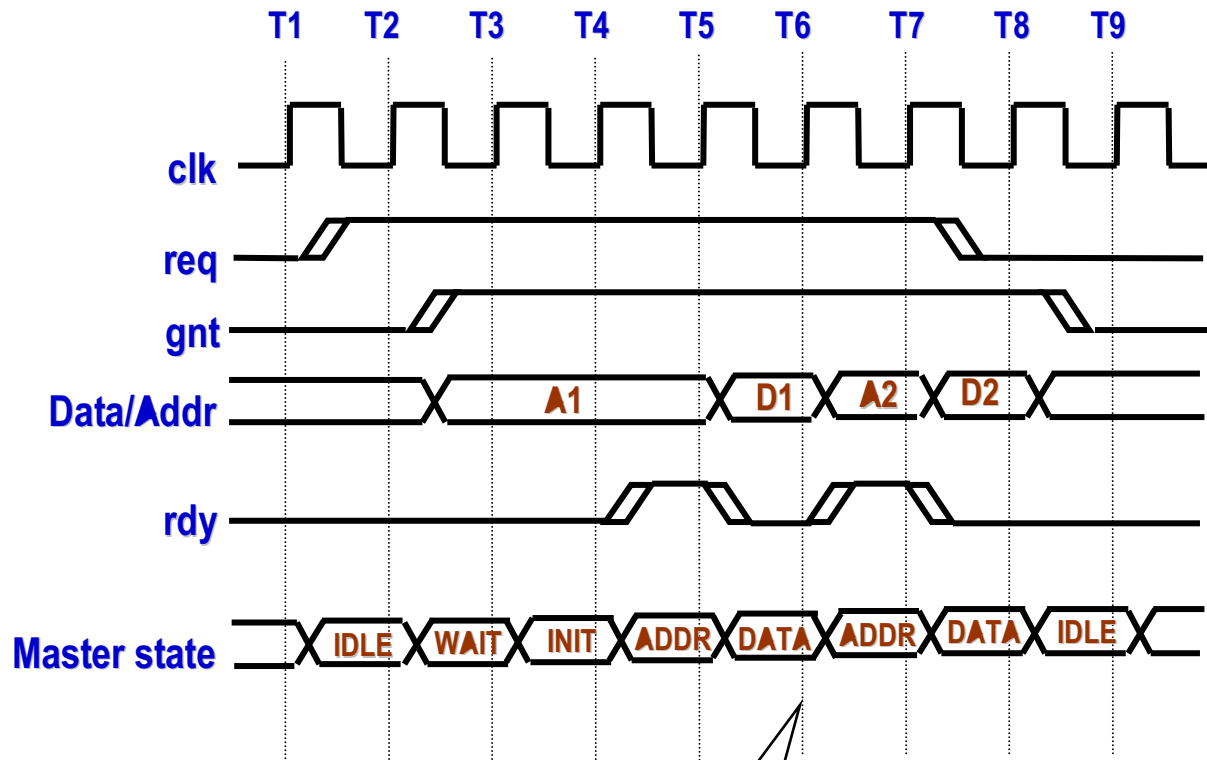 T1 T2 T3 T4 T5 T6 T7 T8 T9
clk
req
gnt
Data/Addr A1 D1 A2 D2
rdy
Master state IDLE WAIT INIT ADDR DATA ADDR DATA IDLE